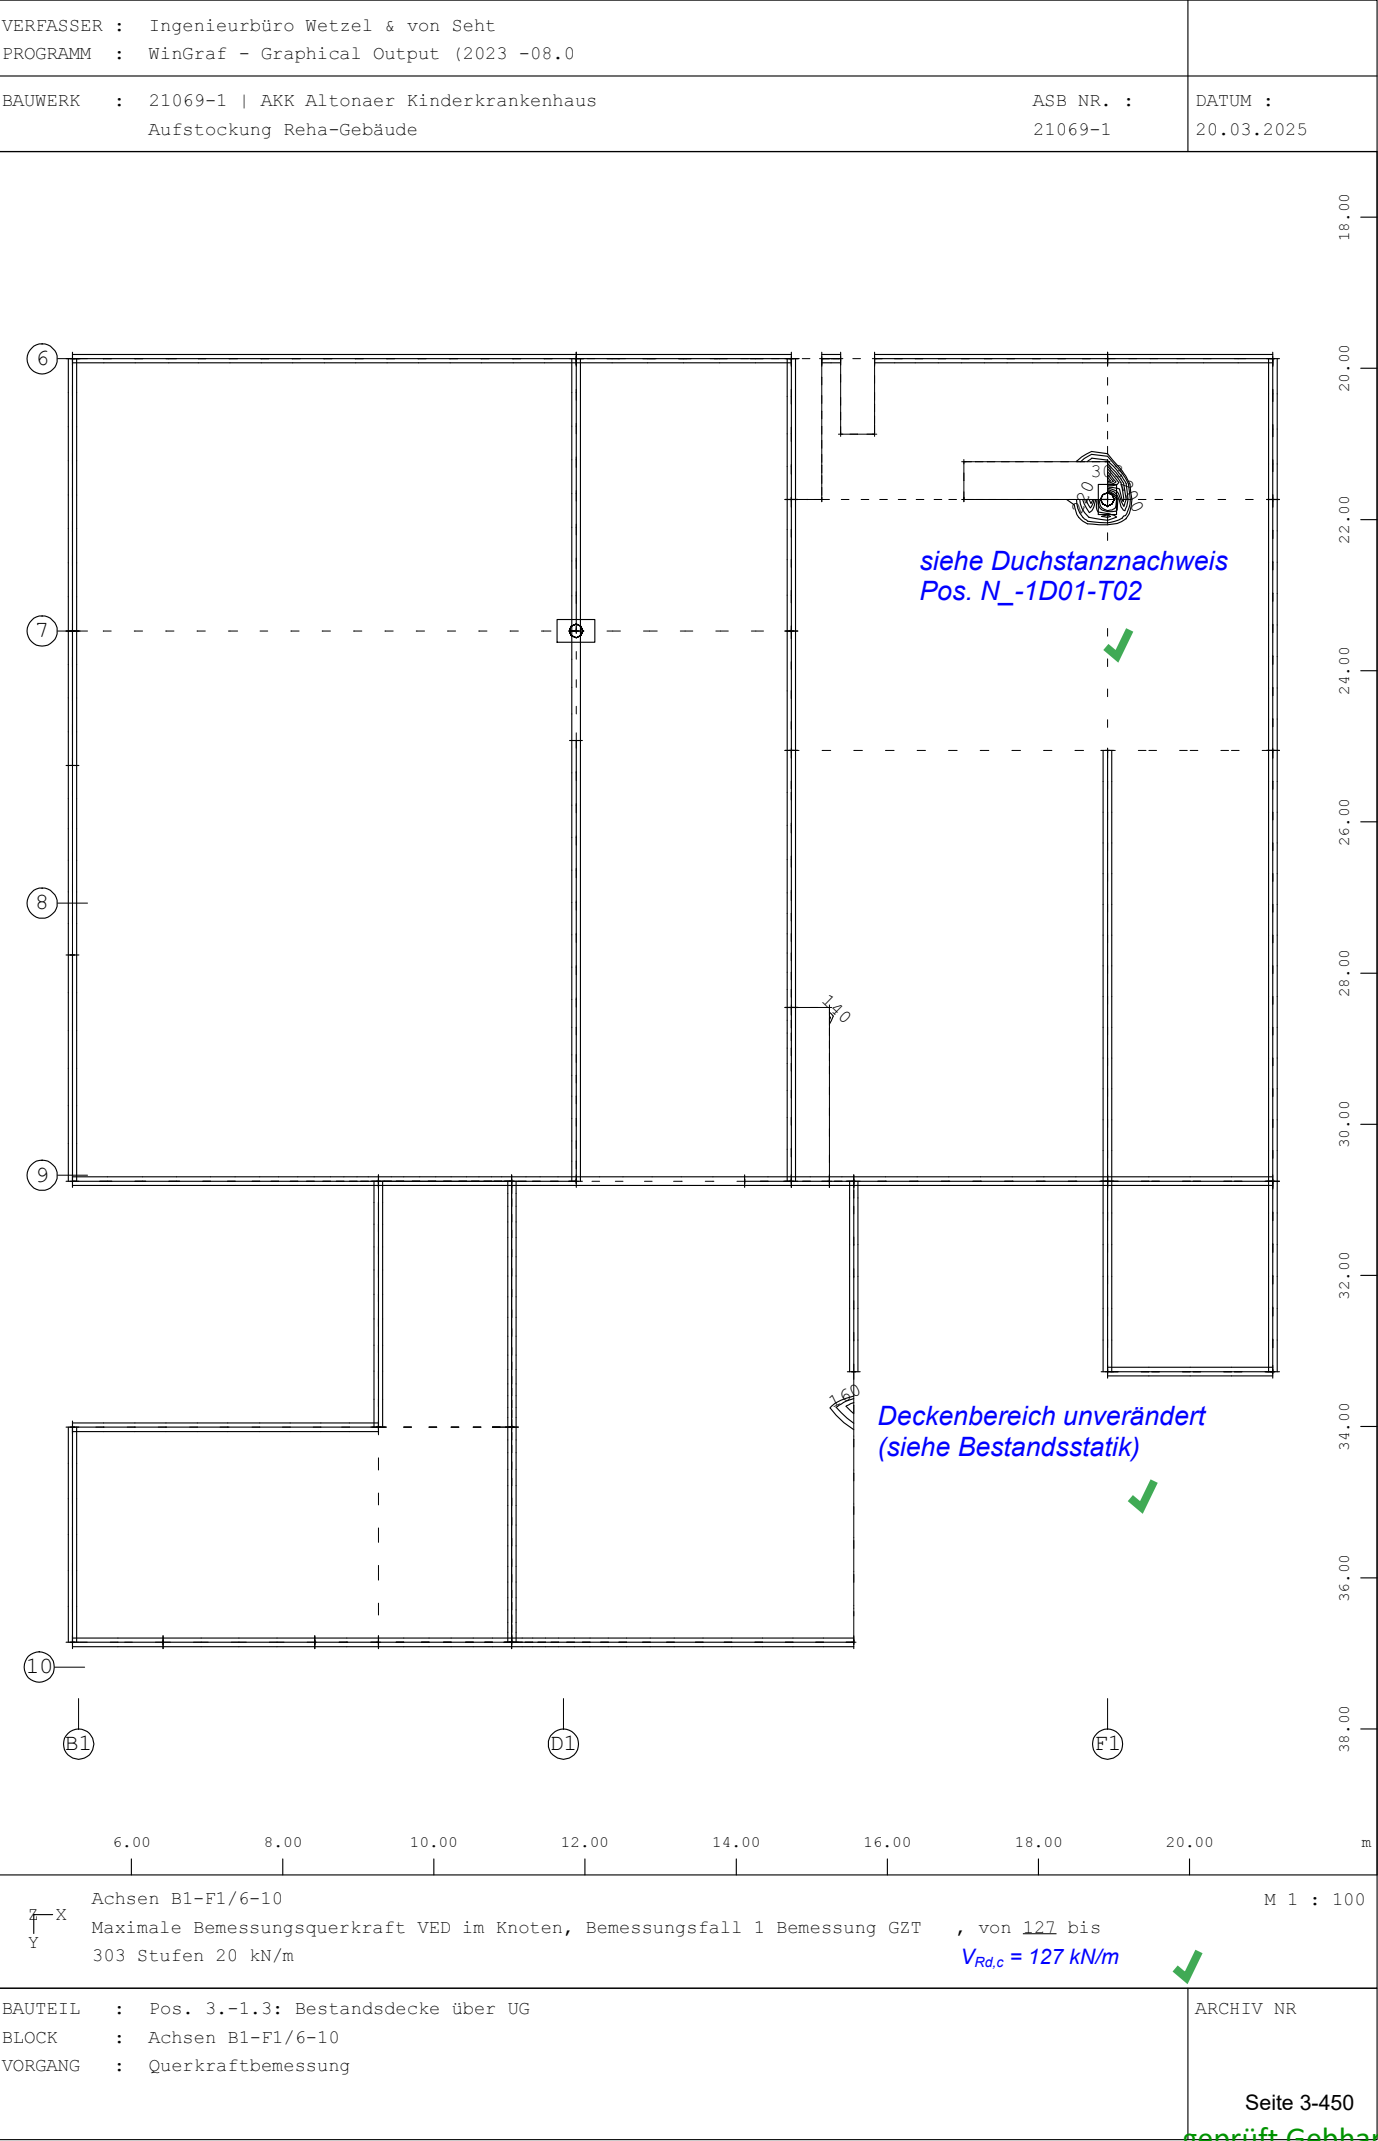 VERFASSER : Ingenieurbüro Wetzel & von Seht
PROGRAMM : WinGraf - Graphical Output (2023 -08.0
BAUWERK : 21069-1 | AKK Altonaer Kinderkrankenhaus
Aufstockung Reha-Gebäude
ASB NR. :
21069-1
DATUM :
20.03.2025
18.00
6
20.00
30
22.00
siehe Duchstanznachweis
Pos. N_-1D01-T02
7
24.00
26.00
8
28.00
140
30.00
9
32.00
160
Deckenbereich unverändert
(siehe Bestandsstatik)
34.00
36.00
10
38.00
B1
D1
F1
6.00 8.00 10.00 12.00 14.00 16.00 18.00 20.00 m
Achsen B1-F1/6-10
M 1 : 100
Z X
Y
Maximale Bemessungsquerkraft VED im Knoten, Bemessungsfall 1 Bemessung GZT , von 127 bis
303 Stufen 20 kN/m
VRd,c = 127 kN/m
BAUTEIL : Pos. 3.-1.3: Bestandsdecke über UG
BLOCK : Achsen B1-F1/6-10
VORGANG : Querkraftbemessung
ARCHIV NR
Seite 3-450
geprüft Gebhar